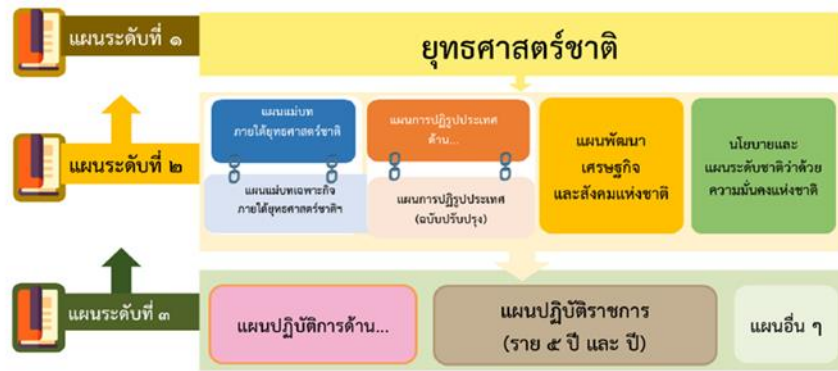 แผนระดับที่ ๑
ยุทธศาสตร์ชาติ
แผนระดับที่ ๒
แผนแม่บท
ภายใต้ยุทธศาสตร์ชาติ
แผนแม่บทเฉพาะกิจ
ภายใต้ยุทธศาสตร์ชาติฯ
แผนการปฏิรูปประเทศ
ด้าน...
แผนการปฏิรูปประเทศ
(ฉบับปรับปรุง)
แผนพัฒนา
เศรษฐกิจ
และสังคมแห่งชาติ
นโยบายและ
แผนระดับชาติว่าด้วย
ความมั่นคงแห่งชาติ
แผนระดับที่ ๓
แผนปฏิบัติการด้าน...
แผนปฏิบัติราชการ
(ราย ๕ ปี และ ปี)
แผนอื่น ๆ